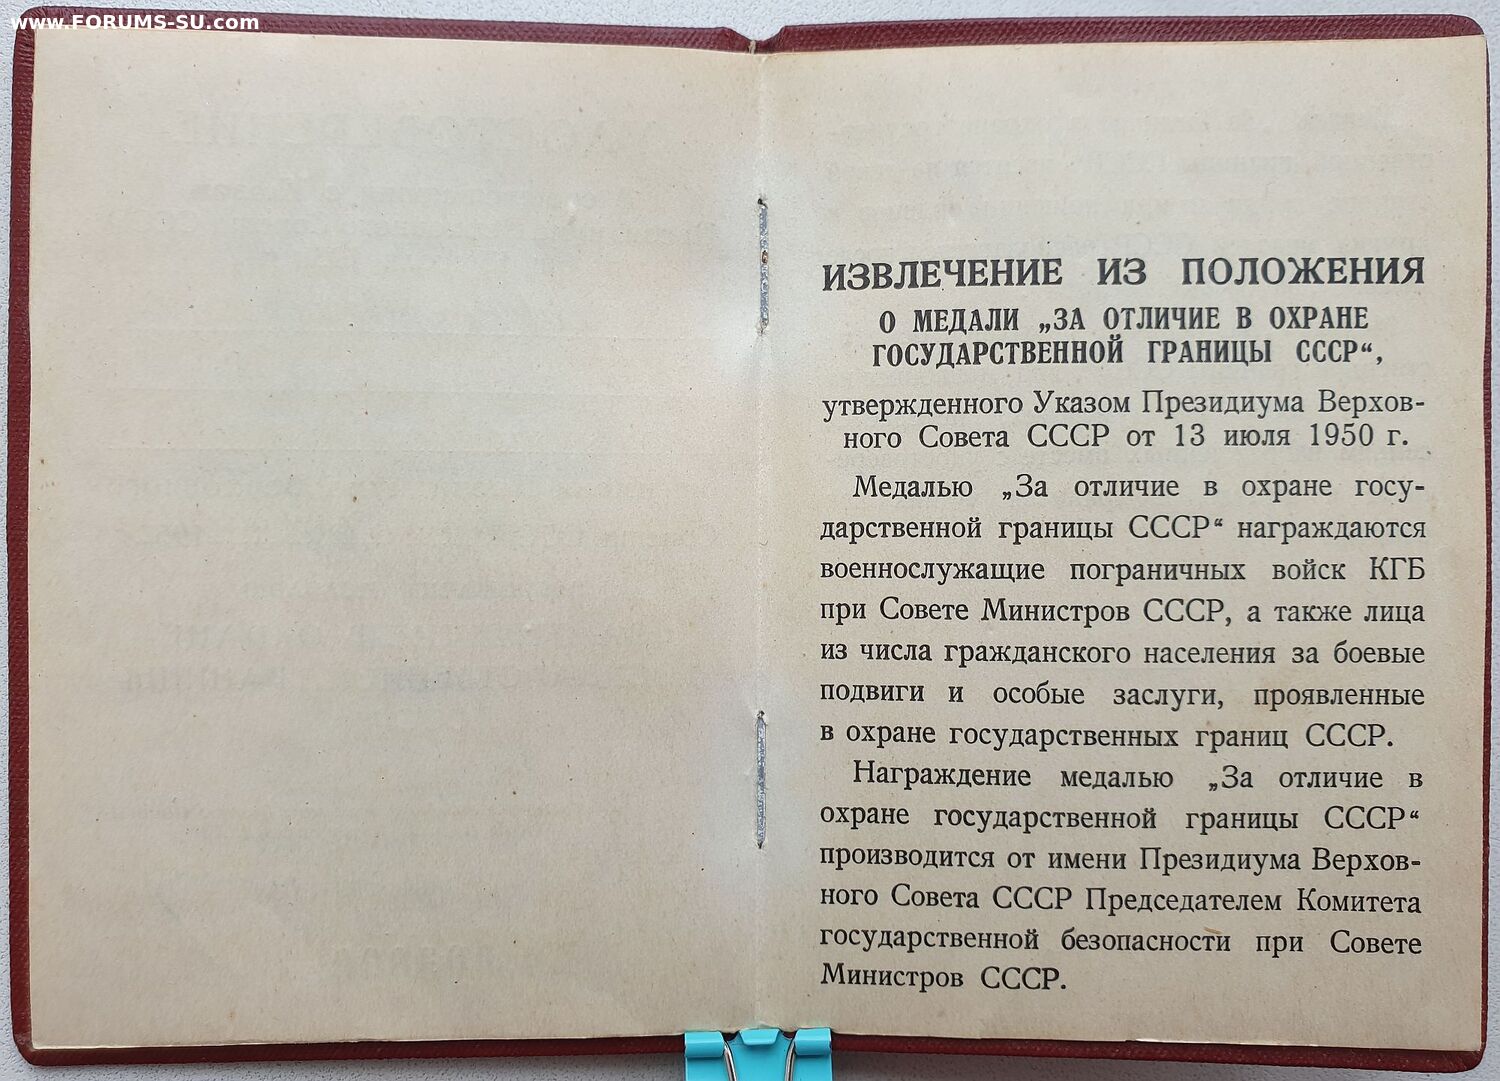 www.FORUMS-SU.com
ИЗВЛЕЧЕНИЕ ИЗ ПОЛОЖЕНИЯ
О МЕДАЛИ „ЗА ОТЛИЧИЕ В ОХРАНЕ
ГОСУДАРСТВЕННОЙ ГРАНИЦЫ СССР“,
утвержденного Указом Президиума Верхов-
ного Совета СССР от 13 июля 1950 г.
Медалью „За отличие в охране госу-
дарственной границы СССР“ награждаются
военнослужащие пограничных войск КГБ
при Совете Министров СССР, а также лица
из числа гражданского населения за боевые
подвиги и особые заслуги, проявленные
в охране государственных границ СССР.
Награждение медалью „За отличие в
охране государственной границы СССР“
производится от имени Президиума Верхов-
ного Совета СССР Председателем Комитета
государственной безопасности при Совете
Министров СССР.